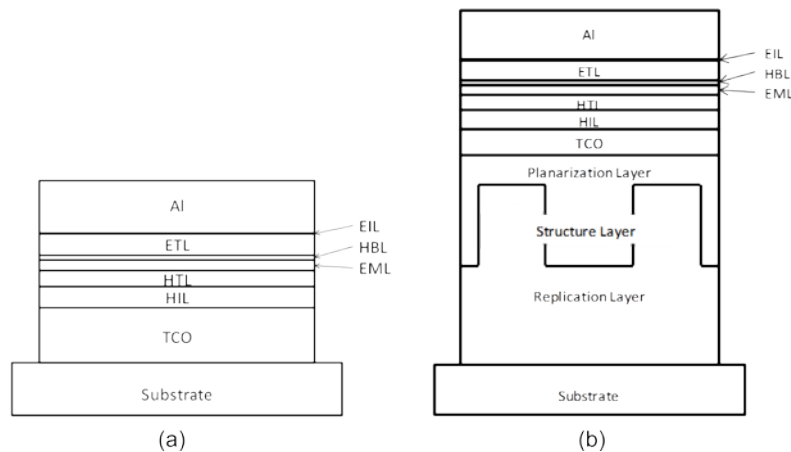 Al
EIL
ETL
HBL
EML
HTL
HIL
TCO
Substrate
(a)
Al
EIL
ETL
HBL
EML
HTL
HIL
TCO
Planarization Layer
Structure Layer
Replication Layer
Substrate
(b)